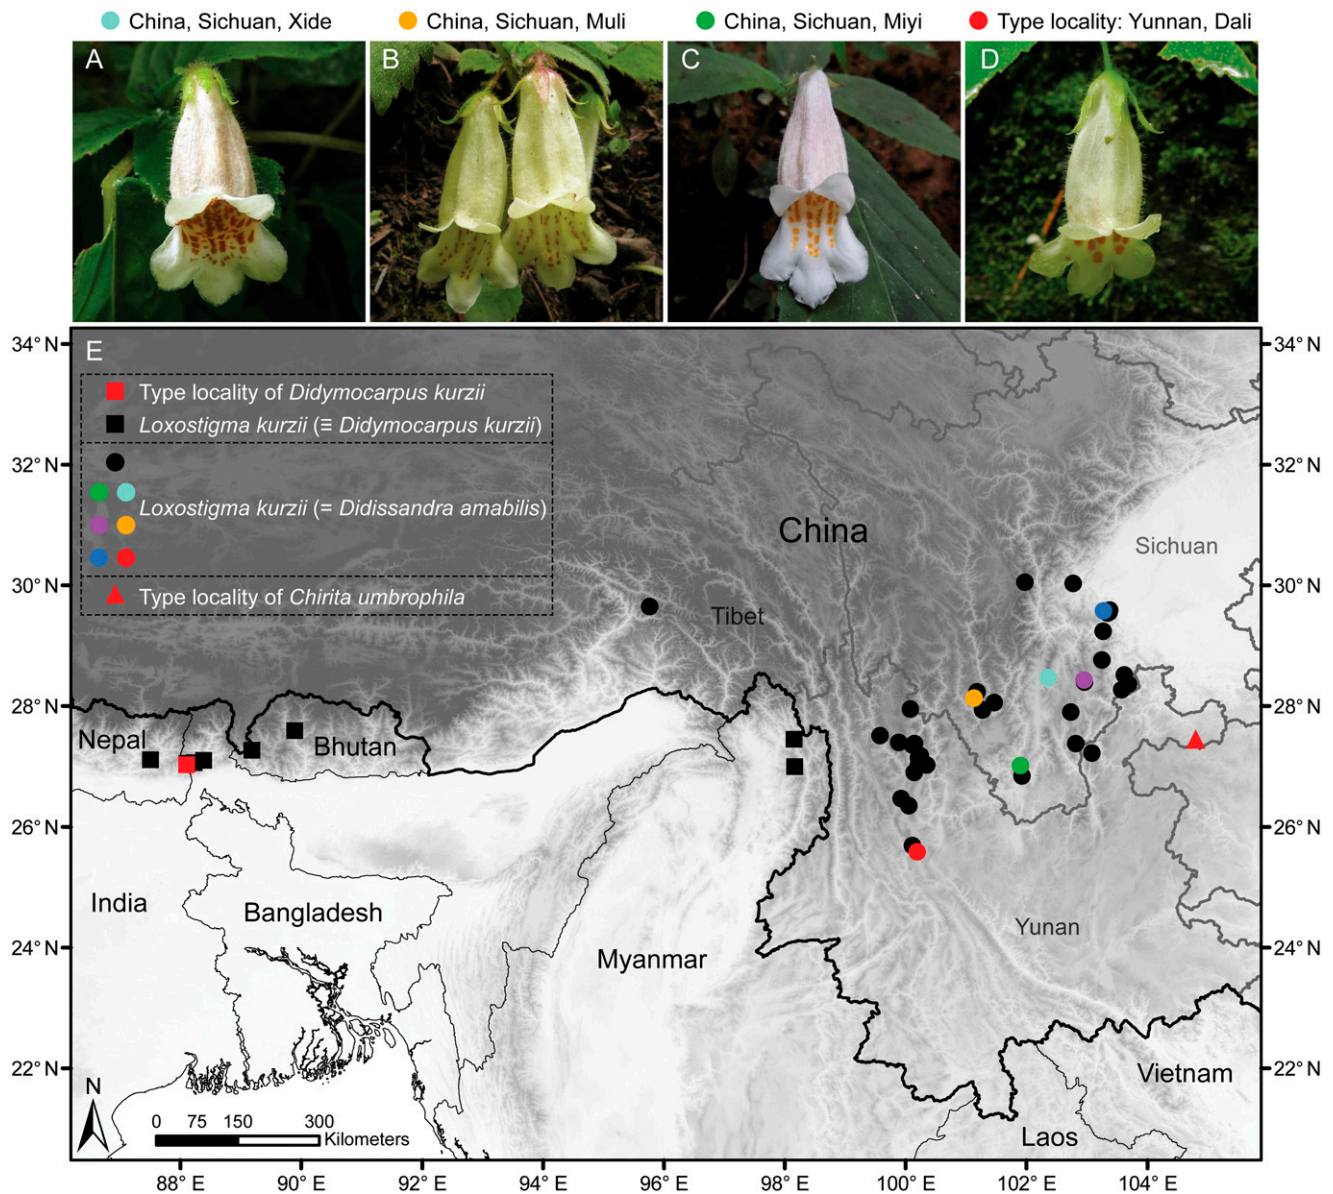 China, Sichuan, Xide
China, Sichuan, Muli
China, Sichuan, Miyi
Type locality: Yunnan, Dali
A
B
C
D
E
34° N
34° N
Type locality of Didymocarpus kurzii
Loxostigma kurzii (≡ Didymocarpus kurzii)
Loxostigma kurzii (= Didissandra amabilis)
Type locality of Chirita umbrophila
32° N
32° N
China
Sichuan
30° N
30° N
Tibet
28° N
28° N
Nepal
Bhutan
26° N
26° N
India
Bangladesh
Yunan
24° N
24° N
Myanmar
22° N
22° N
Vietnam
Laos
N
0 75 150 300
Kilometers
88° E 90° E 92° E 94° E 96° E 98° E 100° E 102° E 104° E